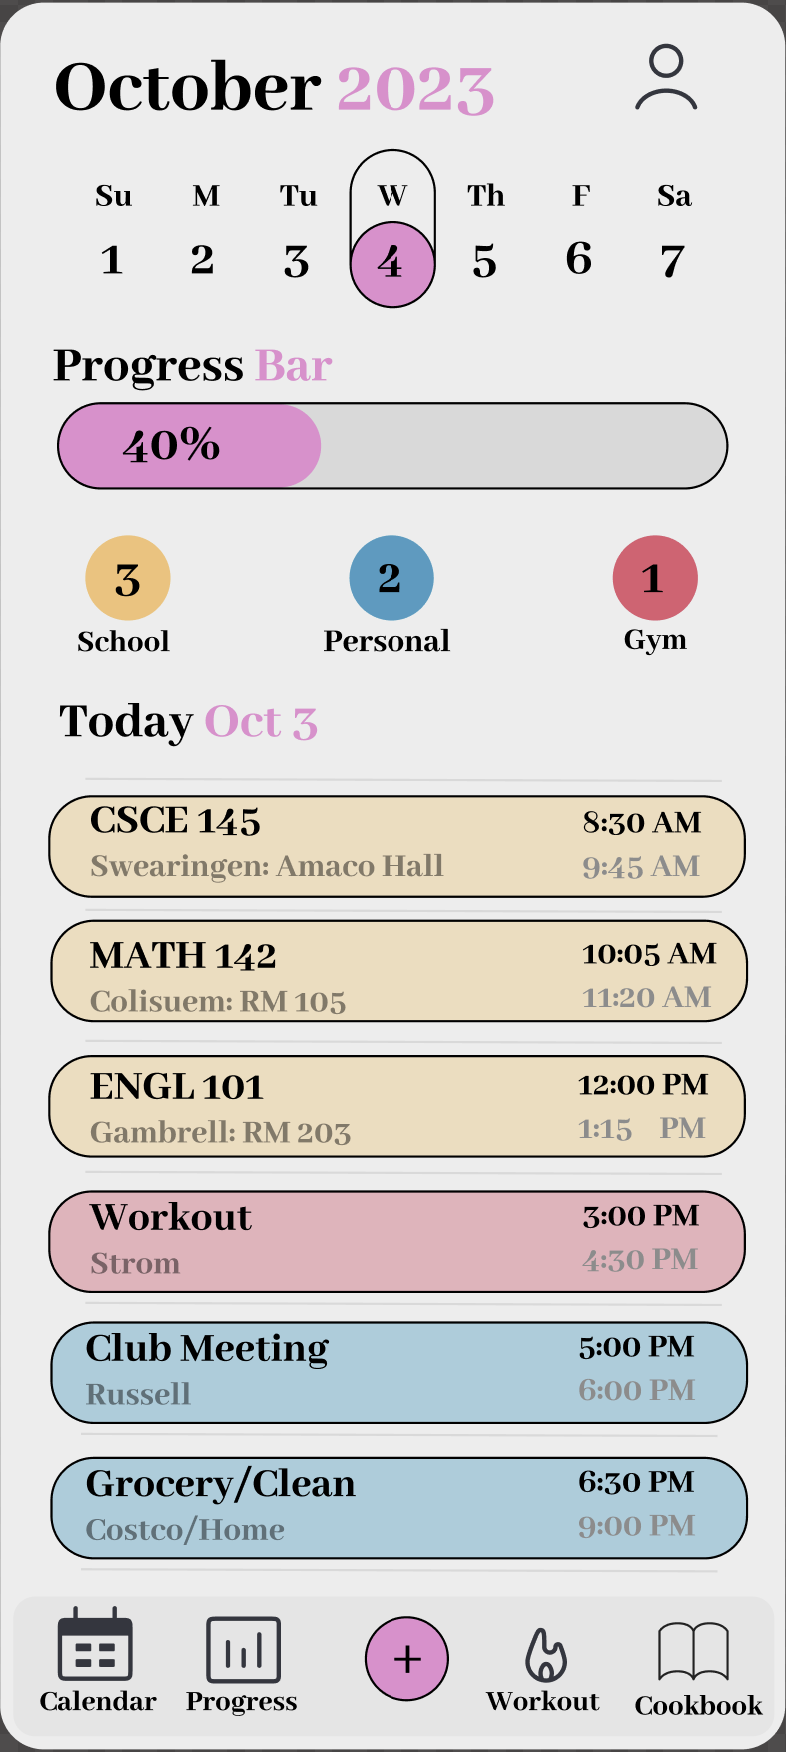 October 2023
Su M Tu W Th F Sa
1 2 3 4 5 6 7
Progress Bar
40%
3 2 1
School Personal Gym
Today Oct 3
CSCE 145 8:30 AM
Swearingen: Amaco Hall 9:45 AM
MATH 142 10:05 AM
Colisuem: RM 105 11:20 AM
ENGL 101 12:00 PM
Gambrell: RM 203 1:15 PM
Workout 3:00 PM
Strom 4:30 PM
Club Meeting 5:00 PM
Russell 6:00 PM
Grocery/Clean 6:30 PM
Costco/Home 9:00 PM
+
Calendar Progress Workout Cookbook